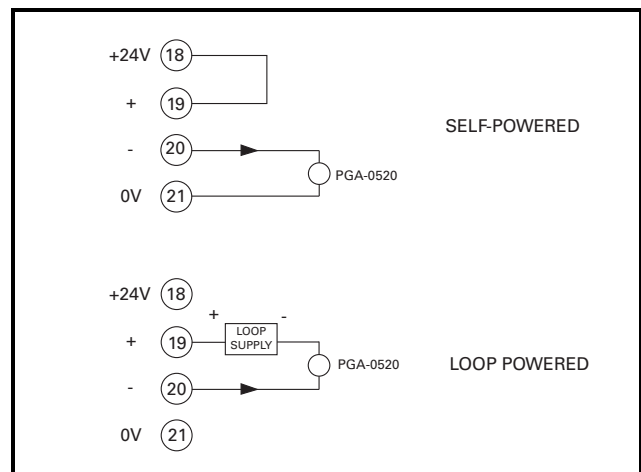 +24V 18
+ 19
SELF-POWERED
- 20
PGA-0520
0V 21
+24V 18
+ -
LOOP
SUPPLY
+ 19
PGA-0520
LOOP POWERED
- 20
0V 21